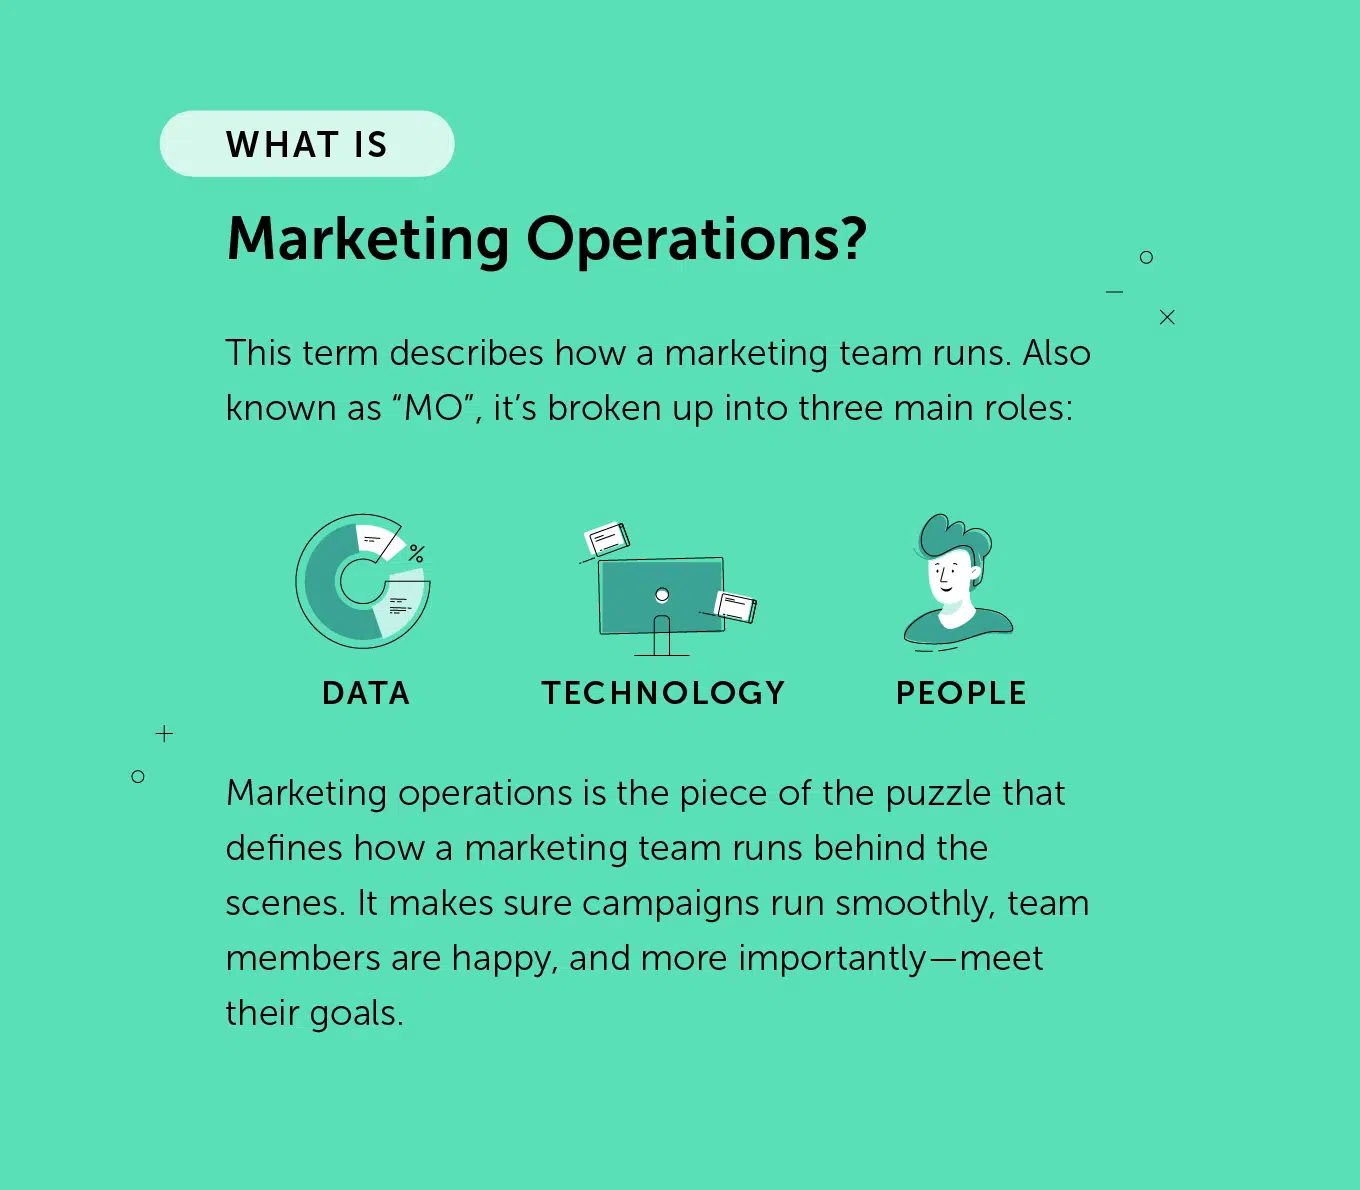 WHAT IS
Marketing Operations?
This term describes how a marketing team runs. Also
known as “MO”, it’s broken up into three main roles:
%
DATA
TECHNOLOGY
PEOPLE
Marketing operations is the piece of the puzzle that
defines how a marketing team runs behind the
scenes. It makes sure campaigns run smoothly, team
members are happy, and more importantly—meet
their goals.